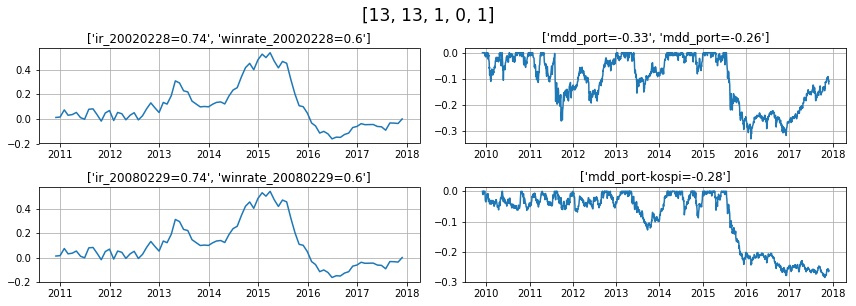 [13, 13, 1, 0, 1]
['ir_20020228=0.74', 'winrate_20020228=0.6']
0.4
0.2
0.0
−0.2
2011 2012 2013 2014 2015 2016 2017 2018
['mdd_port=-0.33', 'mdd_port=-0.26']
0.0
−0.1
−0.2
−0.3
2010 2011 2012 2013 2014 2015 2016 2017 2018
['ir_20080229=0.74', 'winrate_20080229=0.6']
0.4
0.2
0.0
−0.2
2011 2012 2013 2014 2015 2016 2017 2018
['mdd_port-kospi=-0.28']
0.0
−0.1
−0.2
−0.3
2010 2011 2012 2013 2014 2015 2016 2017 2018